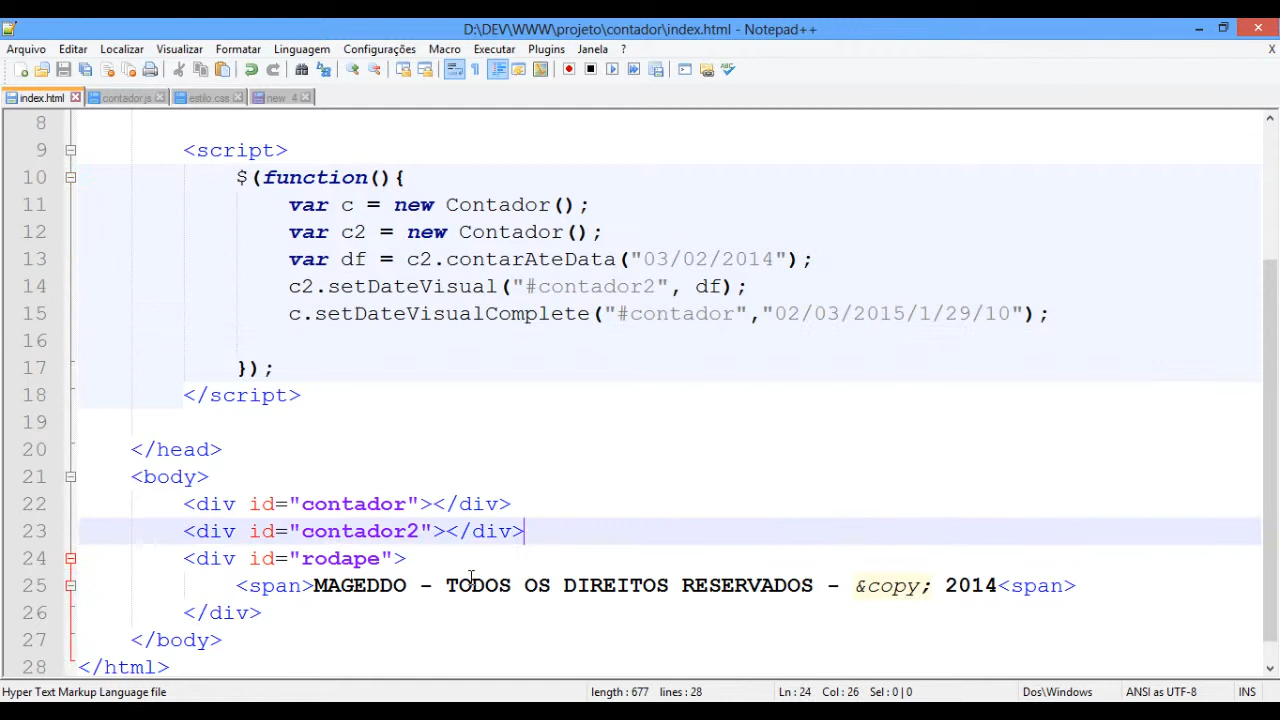 D:\DEV\WWW\projeto\contador\index.html - Notepad++
Arquivo Editar Localizar Visualizar Formatar Linguagem Configurações Macro Executar Plugins Janela ? X
index.html contador.js estilo.css new 4
8
9 <script>
10 $(function(){
11 var c = new Contador();
12 var c2 = new Contador();
13 var df = c2.contarAteData("03/02/2014");
14 c2.setDateVisual("#contador2", df);
15 c.setDateVisualComplete("#contador","02/03/2015/1/29/10");
16
17 });
18 </script>
19
20 </head>
21 <body>
22 <div id="contador"></div>
23 <div id="contador2"></div>
24 <div id="rodape">
25 <span>MAGEDDO - TODOS OS DIREITOS RESERVADOS - &copy; 2014<span>
26 </div>
27 </body>
28 </html>
Hyper Text Markup Language file length : 677 lines : 28 Ln : 24 Col : 26 Sel : 0 | 0 Dos\Windows ANSI as UTF-8 INS